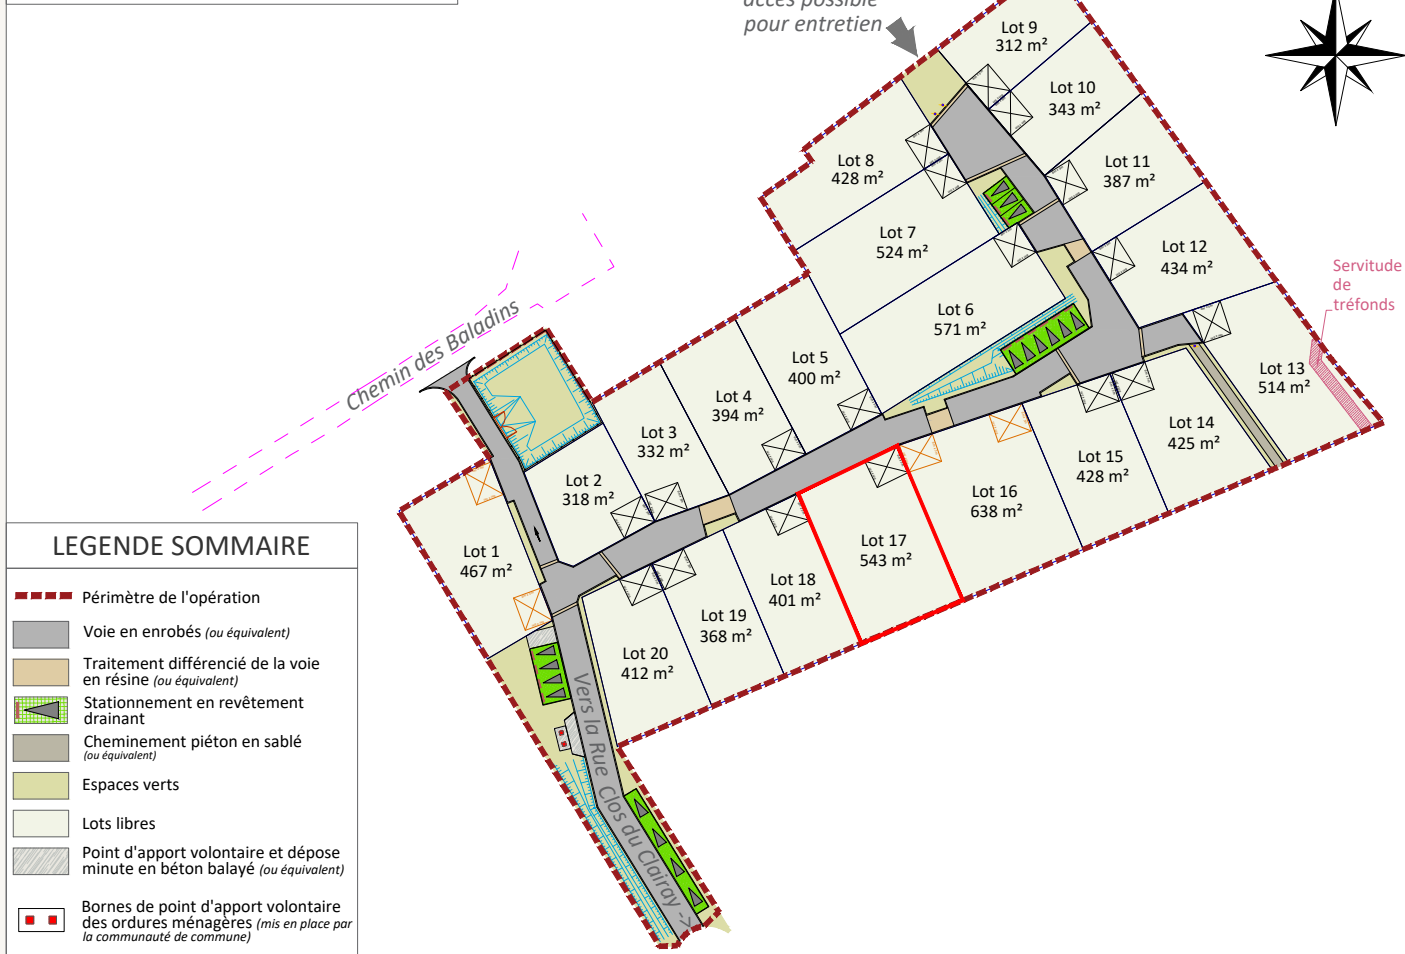 accès possible
pour entretien
Lot 9
312 m²
Lot 10
343 m²
Lot 11
387 m²
Lot 8
428 m²
Lot 7
524 m²
Lot 12
434 m²
Servitude
de
tréfonds
Lot 6
571 m²
Chemin des Baladins
Lot 5
400 m²
Lot 13
514 m²
Lot 4
394 m²
Lot 3
332 m²
Lot 14
425 m²
Lot 15
428 m²
Lot 2
318 m²
Lot 16
638 m²
Lot 1
467 m²
Lot 17
543 m²
Lot 18
401 m²
Lot 19
368 m²
Lot 20
412 m²
Vers la Rue Clos du Clairay ->
LEGENDE SOMMAIRE
Périmètre de l'opération
Voie en enrobés (ou équivalent)
Traitement différencié de la voie
en résine (ou équivalent)
Stationnement en revêtement
drainant
Cheminement piéton en sablé
(ou équivalent)
Espaces verts
Lots libres
Point d'apport volontaire et dépose
minute en béton balayé (ou équivalent)
Bornes de point d'apport volontaire
des ordures ménagères (mis en place par
la communauté de commune)